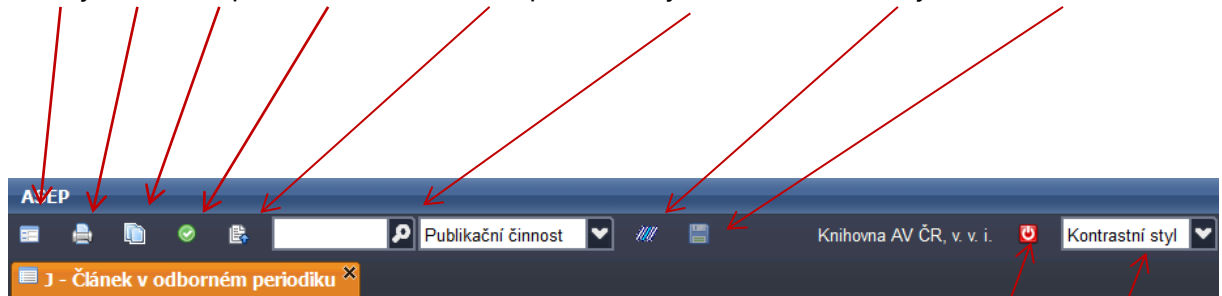 ASEP
Publikační činnost Knihovna AV ČR, v. v. i. Kontrastní styl
J - Článek v odborném periodiku